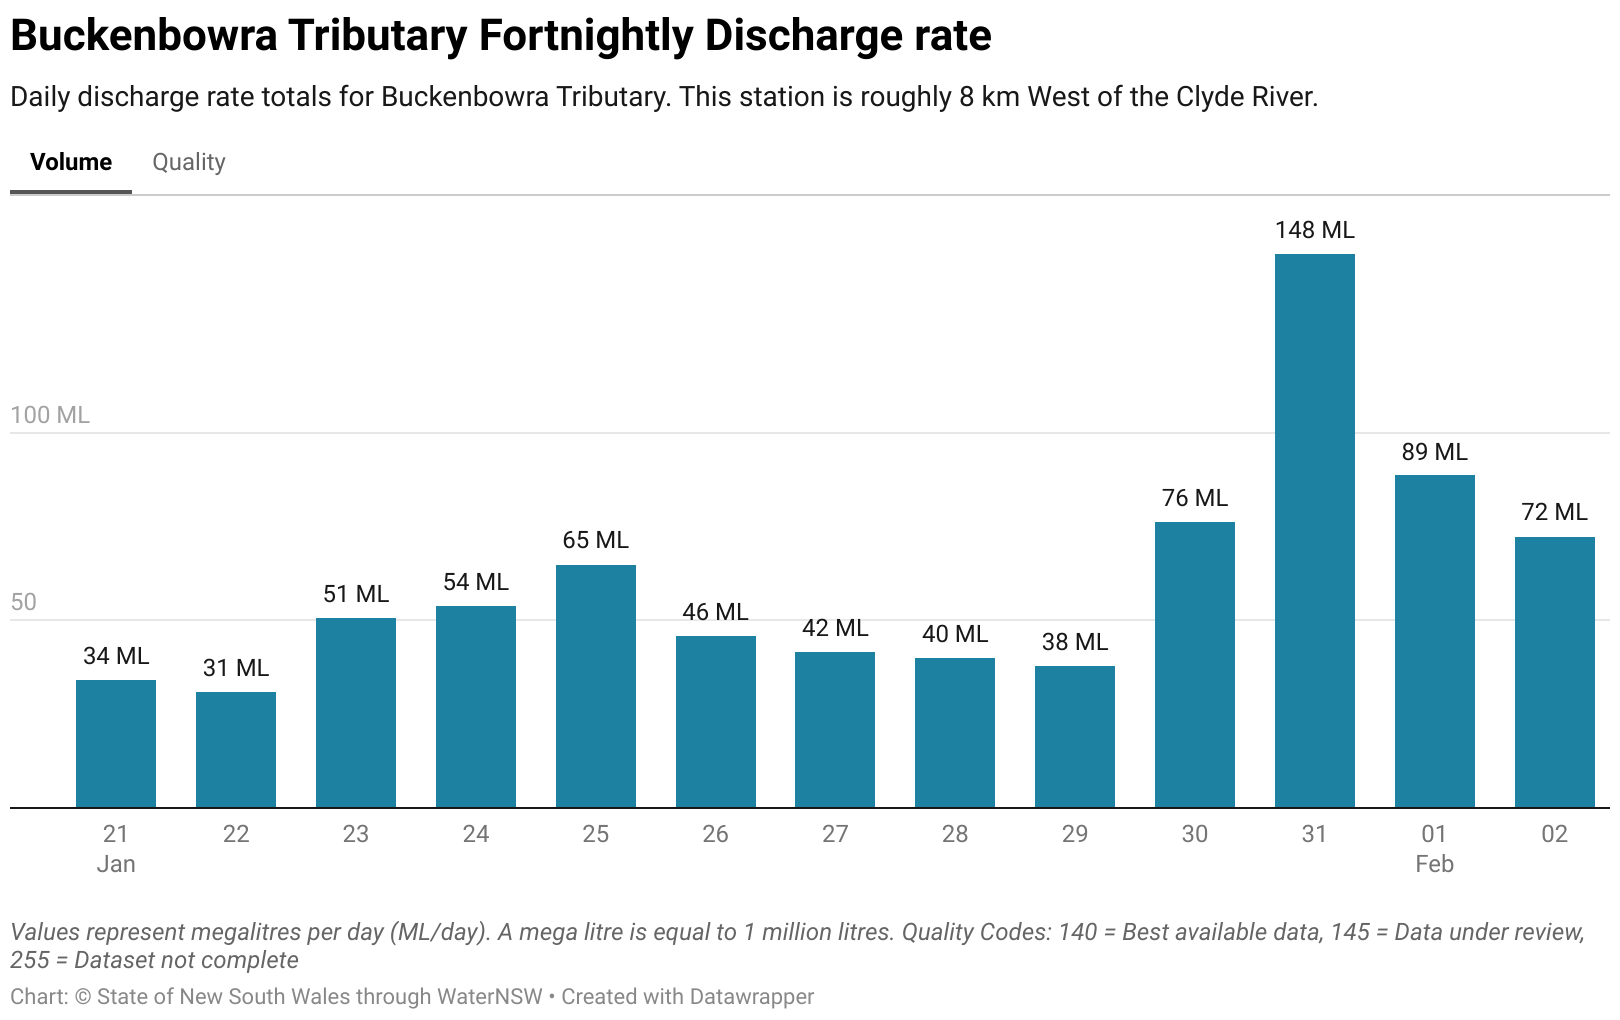 Buckenbowra Tributary Fortnightly Discharge rate
Daily discharge rate totals for Buckenbowra Tributary. This station is roughly 8 km West of the Clyde River.
Volume Quality
148 ML
100 ML
89 ML
76 ML
72 ML
65 ML
54 ML
51 ML
50
46 ML
42 ML
40 ML
38 ML
34 ML
31 ML
21 22 23 24 25 26 27 28 29 30 31 01 02
Jan Feb
Values represent megalitres per day (ML/day). A mega litre is equal to 1 million litres. Quality Codes: 140 = Best available data, 145 = Data under review,
255 = Dataset not complete
Chart: © State of New South Wales through WaterNSW • Created with Datawrapper